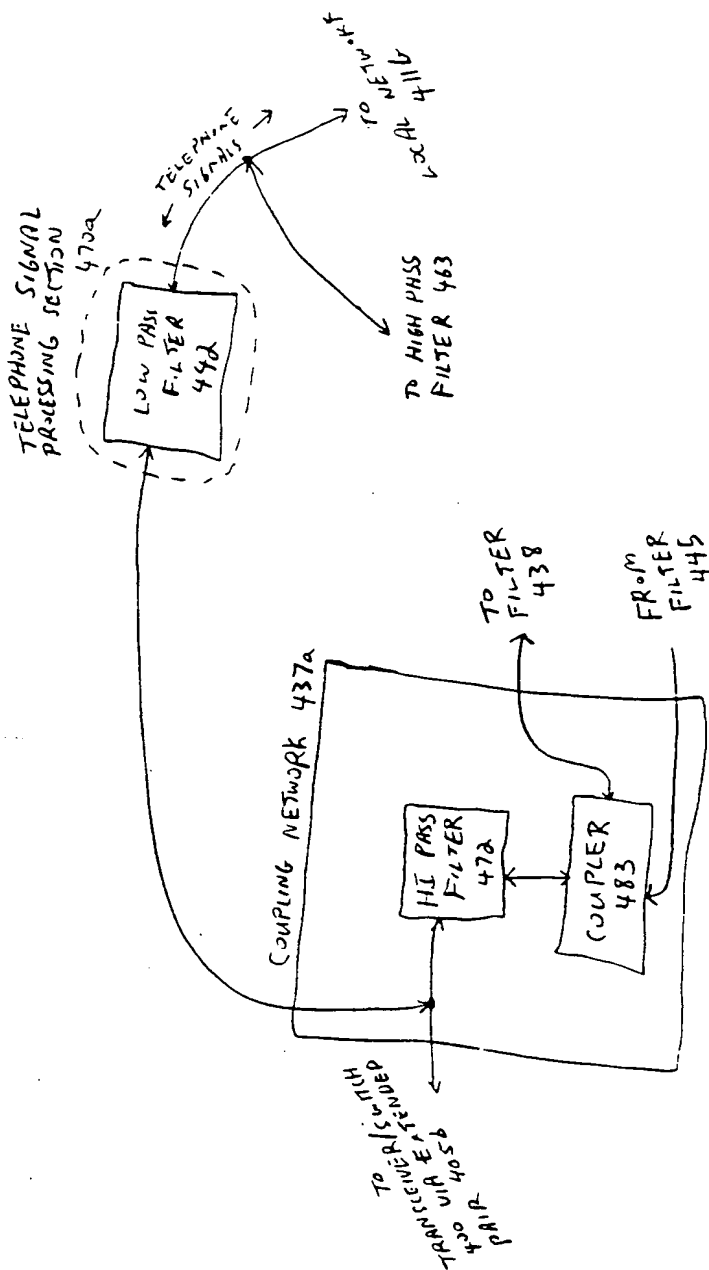 TELEPHONE SIGNAL
PROCESSING SECTION
470a
LOW PASS
FILTER
442
TELEPHONE
SIGNALS
TO
LOCAL NETWORK
411b
TO HIGH PASS
FILTER 463
COUPLING NETWORK 437a
HI PASS
FILTER
472
COUPLER
483
TO
FILTER
438
FROM
FILTER
445
TO
TRANSCEIVER/SWITCH
400 VIA EXTENDED
PAIR 405b